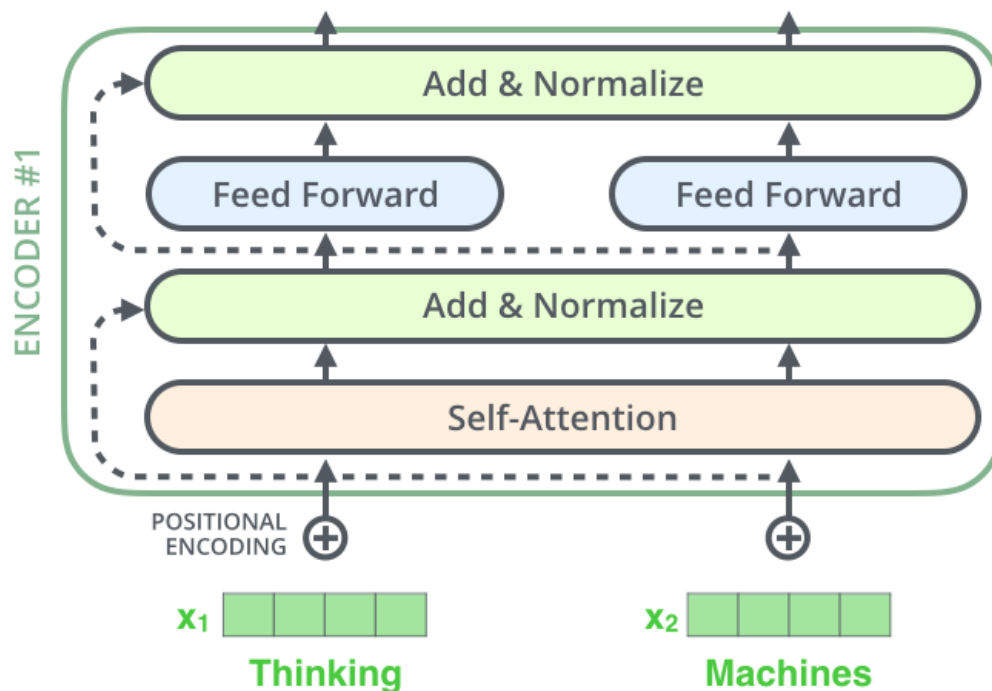 ENCODER #1
Add & Normalize
Feed Forward
Feed Forward
Add & Normalize
Self-Attention
POSITIONAL
ENCODING
x₁
x₂
Thinking
Machines